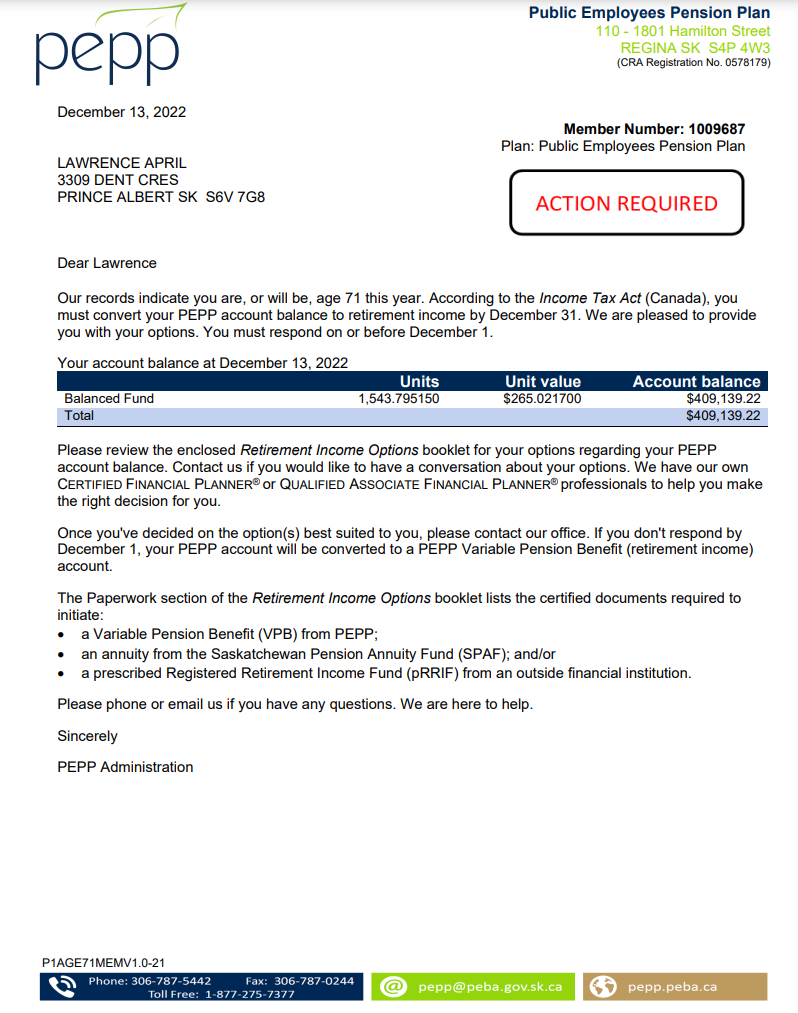 pepp
Public Employees Pension Plan
110 - 1801 Hamilton Street
REGINA SK  S4P 4W3
(CRA Registration No. 0578179)
December 13, 2022
Member Number: 1009687
Plan: Public Employees Pension Plan
LAWRENCE APRIL
3309 DENT CRES
PRINCE ALBERT SK  S6V 7G8
ACTION REQUIRED
Dear Lawrence
Our records indicate you are, or will be, age 71 this year. According to the Income Tax Act (Canada), you
must convert your PEPP account balance to retirement income by December 31. We are pleased to provide
you with your options. You must respond on or before December 1.
Your account balance at December 13, 2022
Units Unit value Account balance
Balanced Fund 1,543.795150 $265.021700 $409,139.22
Total $409,139.22
Please review the enclosed Retirement Income Options booklet for your options regarding your PEPP
account balance. Contact us if you would like to have a conversation about your options. We have our own
CERTIFIED FINANCIAL PLANNER® or QUALIFIED ASSOCIATE FINANCIAL PLANNER® professionals to help you make
the right decision for you.
Once you've decided on the option(s) best suited to you, please contact our office. If you don't respond by
December 1, your PEPP account will be converted to a PEPP Variable Pension Benefit (retirement income)
account.
The Paperwork section of the Retirement Income Options booklet lists the certified documents required to
initiate:
• a Variable Pension Benefit (VPB) from PEPP;
• an annuity from the Saskatchewan Pension Annuity Fund (SPAF); and/or
• a prescribed Registered Retirement Income Fund (pRRIF) from an outside financial institution.
Please phone or email us if you have any questions. We are here to help.
Sincerely
PEPP Administration
P1AGE71MEMV1.0-21
Phone: 306-787-5442 Fax: 306-787-0244
Toll Free: 1-877-275-7377
@ pepp@peba.gov.sk.ca
pepp.peba.ca